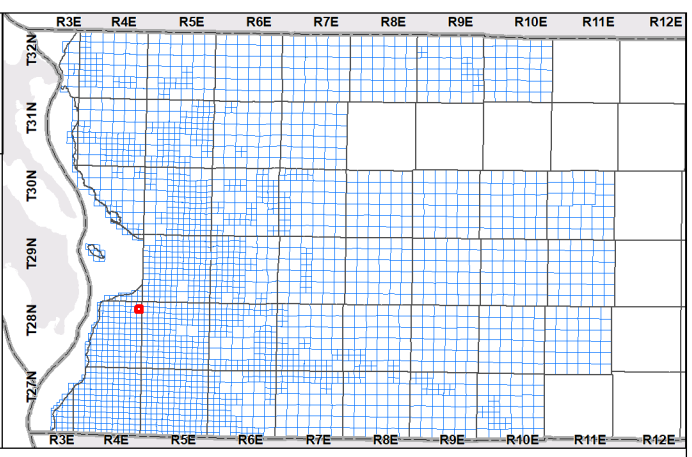 R3E R4E R5E R6E R7E R8E R9E R10E R11E R12E
T32N
T31N
T30N
T29N
T28N
T27N
R3E R4E R5E R6E R7E R8E R9E R10E R11E R12E